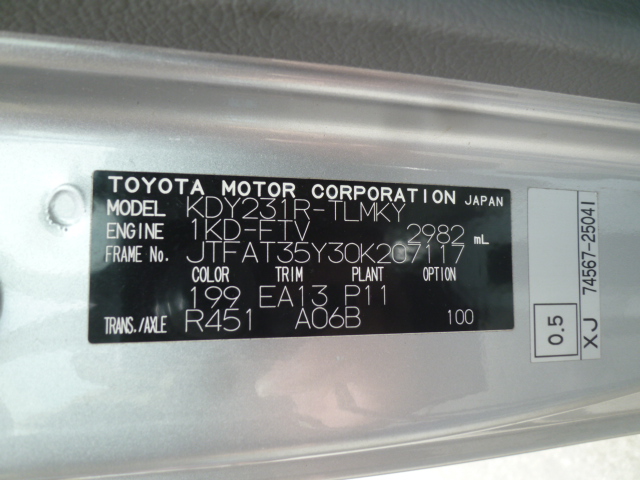 TOYOTA MOTOR CORPORATION JAPAN
MODEL KDY231R-TLMKY
ENGINE 1KD-FTV 2982 mL
FRAME No. JTFAT35Y30K207117
COLOR TRIM PLANT OPTION
199 EA13 P11
TRANS./AXLE R451 A06B 100
0.5
XJ 74567-25041